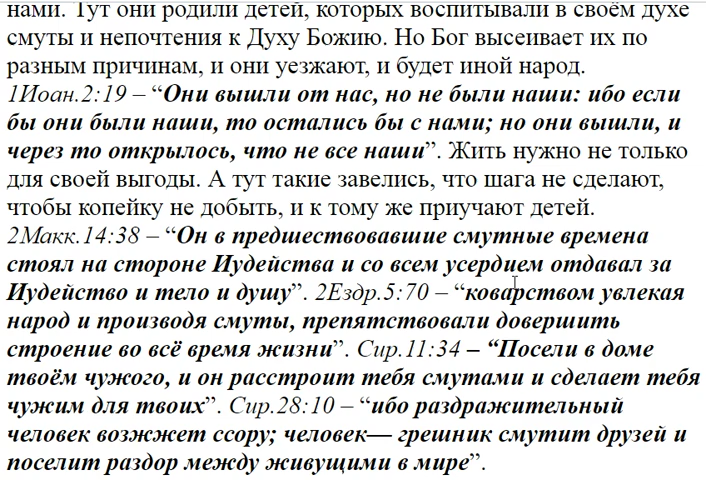 нами. Тут они родили детей, которых воспитывали в своём духе
смуты и непочтения к Духу Божию. Но Бог высеивает их по
разным причинам, и они уезжают, и будет иной народ.
1Иоан.2:19 – “Они вышли от нас, но не были наши: ибо если
бы они были наши, то остались бы с нами; но они вышли, и
через то открылось, что не все наши”. Жить нужно не только
для своей выгоды. А тут такие завелись, что шага не сделают,
чтобы копейку не добыть, и к тому же приучают детей.
2Макк.14:38 – “Он в предшествовавшие смутные времена
стоял на стороне Иудейства и со всем усердием отдавал за
Иудейство и тело и душу”. 2Ездр.5:70 – “коварством увлекая
народ и производя смуты, препятствовали довершить
строение во всё время жизни”. Сир.11:34 – “Посели в доме
твоём чужого, и он расстроит тебя смутами и сделает тебя
чужим для твоих”. Сир.28:10 – “ибо раздражительный
человек возжжет ссору; человек— грешник смутит друзей и
поселит раздор между живущими в мире”.